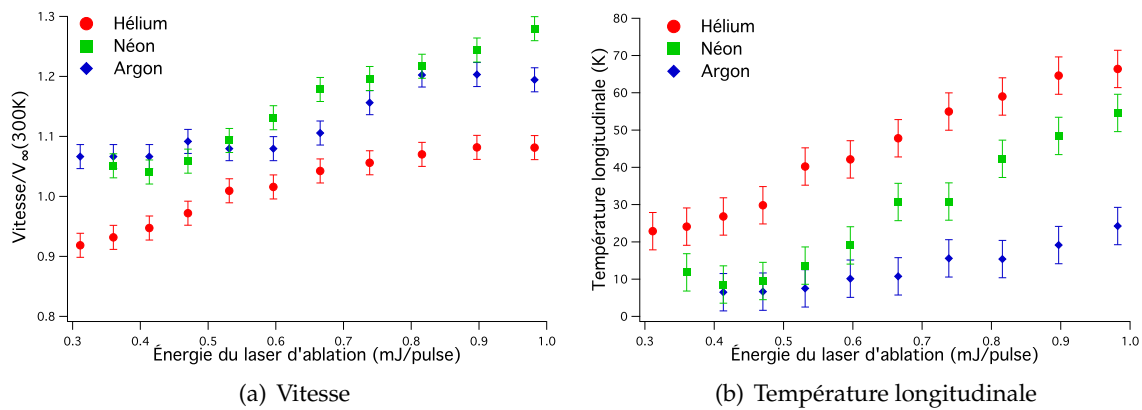 1.3
1.2
1.1
1.0
0.9
0.8
Vitesse/V∞(300K)
Hélium
Néon
Argon
0.3 0.4 0.5 0.6 0.7 0.8 0.9 1.0
Énergie du laser d'ablation (mJ/pulse)
(a) Vitesse
80
70
60
50
40
30
20
10
0
Température longitudinale (K)
Hélium
Néon
Argon
0.3 0.4 0.5 0.6 0.7 0.8 0.9 1.0
Énergie du laser d'ablation (mJ/pulse)
(b) Température longitudinale